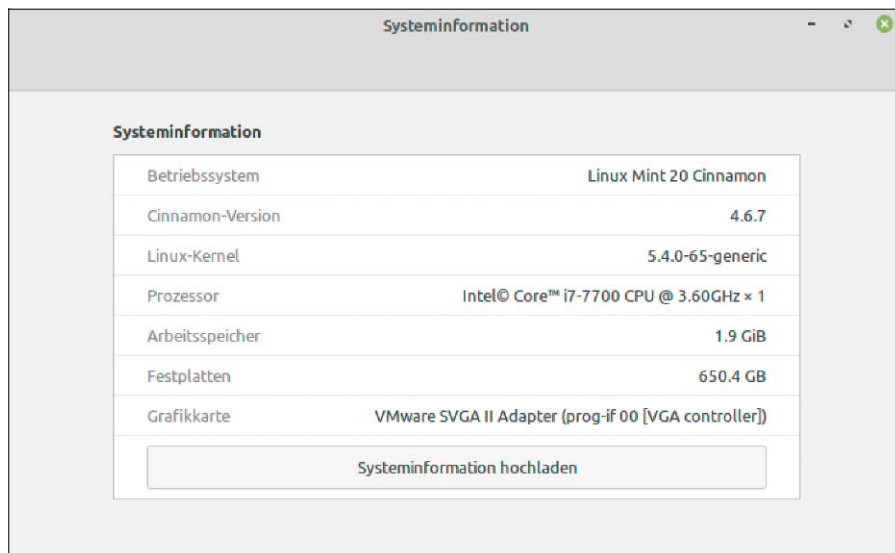 Systeminformation
Systeminformation
Betriebssystem Linux Mint 20 Cinnamon
Cinnamon-Version 4.6.7
Linux-Kernel 5.4.0-65-generic
Prozessor Intel© Core™ i7-7700 CPU @ 3.60GHz × 1
Arbeitsspeicher 1.9 GiB
Festplatten 650.4 GB
Grafikkarte VMware SVGA II Adapter (prog-if 00 [VGA controller])
Systeminformation hochladen